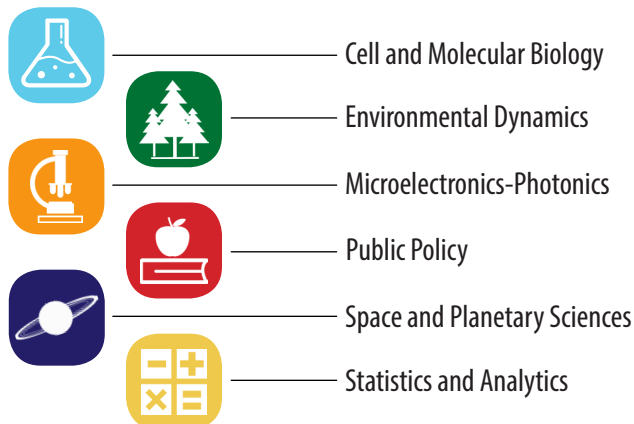 Cell and Molecular Biology
Environmental Dynamics
Microelectronics-Photonics
Public Policy
Space and Planetary Sciences
Statistics and Analytics